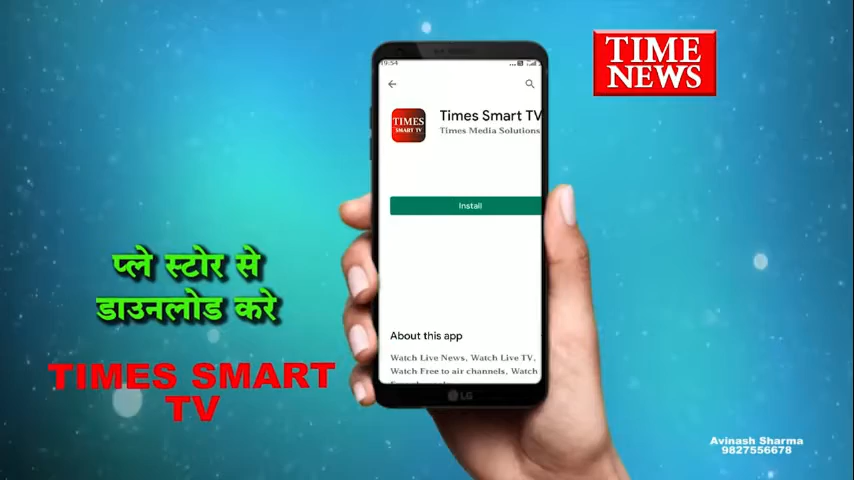 TIME
NEWS
19:54
Times Smart TV
Times Media Solutions
TIMES
SMART TV
Install
प्ले स्टोर से
डाउनलोड करे
TIMES SMART
TV
About this app
Watch Live News, Watch Live TV,
Watch Free to air channels, Watch
LG
Avinash Sharma
9827556678